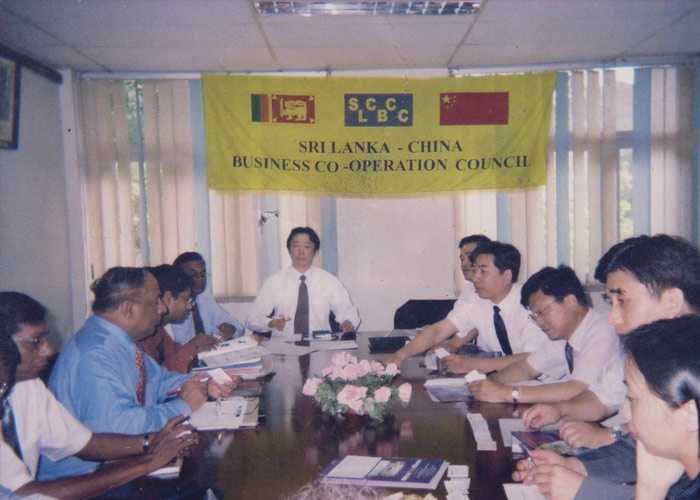 SCCC
LBC
SRI LANKA - CHINA
BUSINESS CO-OPERATION COUNCIL